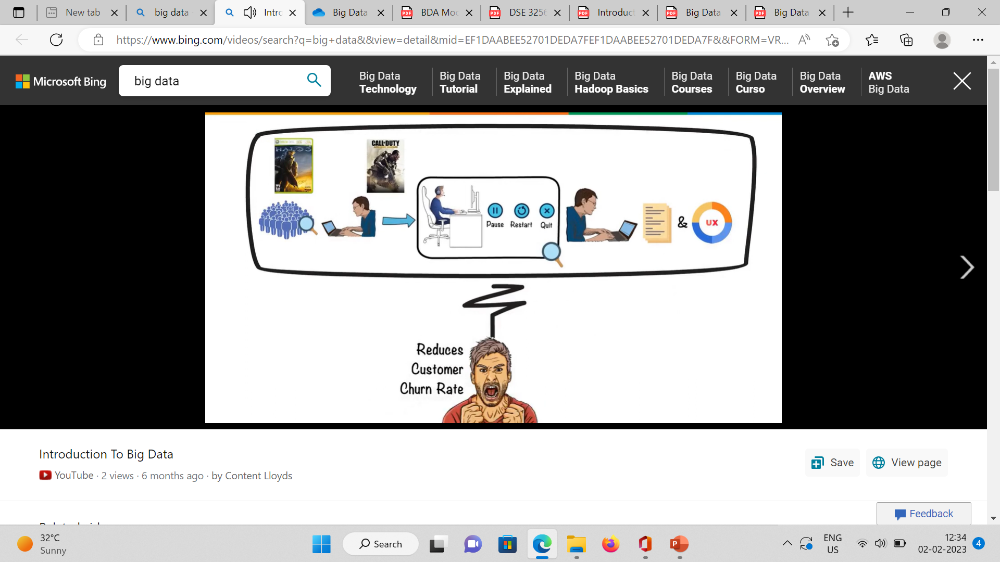 New tab
big data
Intro
Big Data
BDA Mod
DSE 3256
Introduct
Big Data
Big Data
https://www.bing.com/videos/search?q=big+data&&view=detail&mid=EF1DAABEE52701DEDA7FEF1DAABEE52701DEDA7F&&FORM=VR...
Microsoft Bing
big data
Big Data
Technology
Big Data
Tutorial
Big Data
Explained
Big Data
Hadoop Basics
Big Data
Courses
Big Data
Curso
Big Data
Overview
AWS
Big Data
HALO 3
CALL OF DUTY
Pause Restart Quit
&
UX
Reduces
Customer
Churn Rate
Introduction To Big Data
YouTube · 2 views · 6 months ago · by Content Lloyds
Save
View page
Feedback
32°C
Sunny
Search
ENG
US
12:34
02-02-2023
4